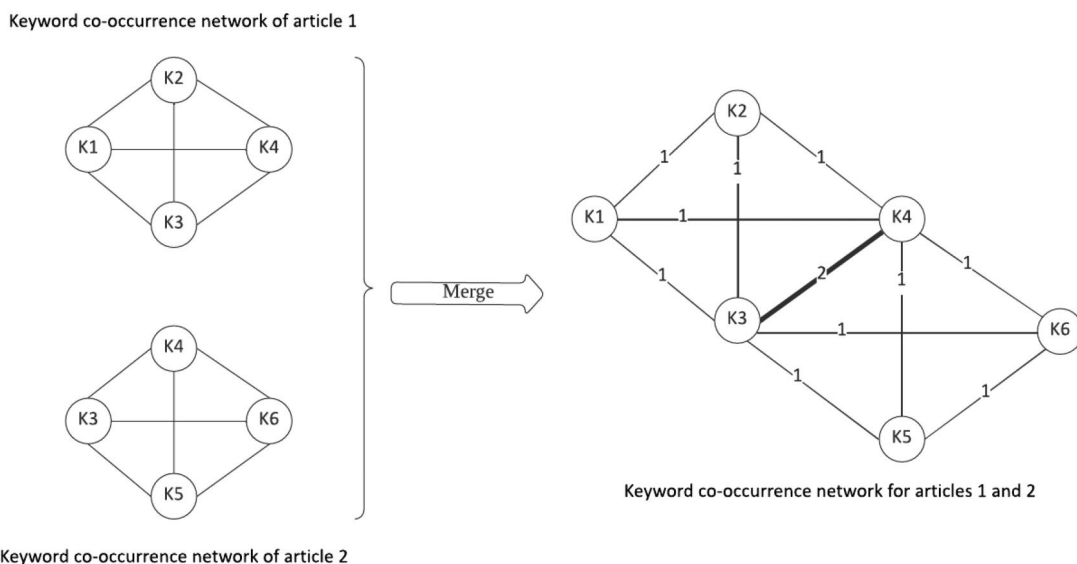 Keyword co-occurrence network of article 1
K2
K1
K4
K3
K4
K3
K6
K5
Keyword co-occurrence network of article 2
Merge
K2
1
1
1
K1
1
K4
1
2
1
1
K3
1
K6
1
1
K5
Keyword co-occurrence network for articles 1 and 2